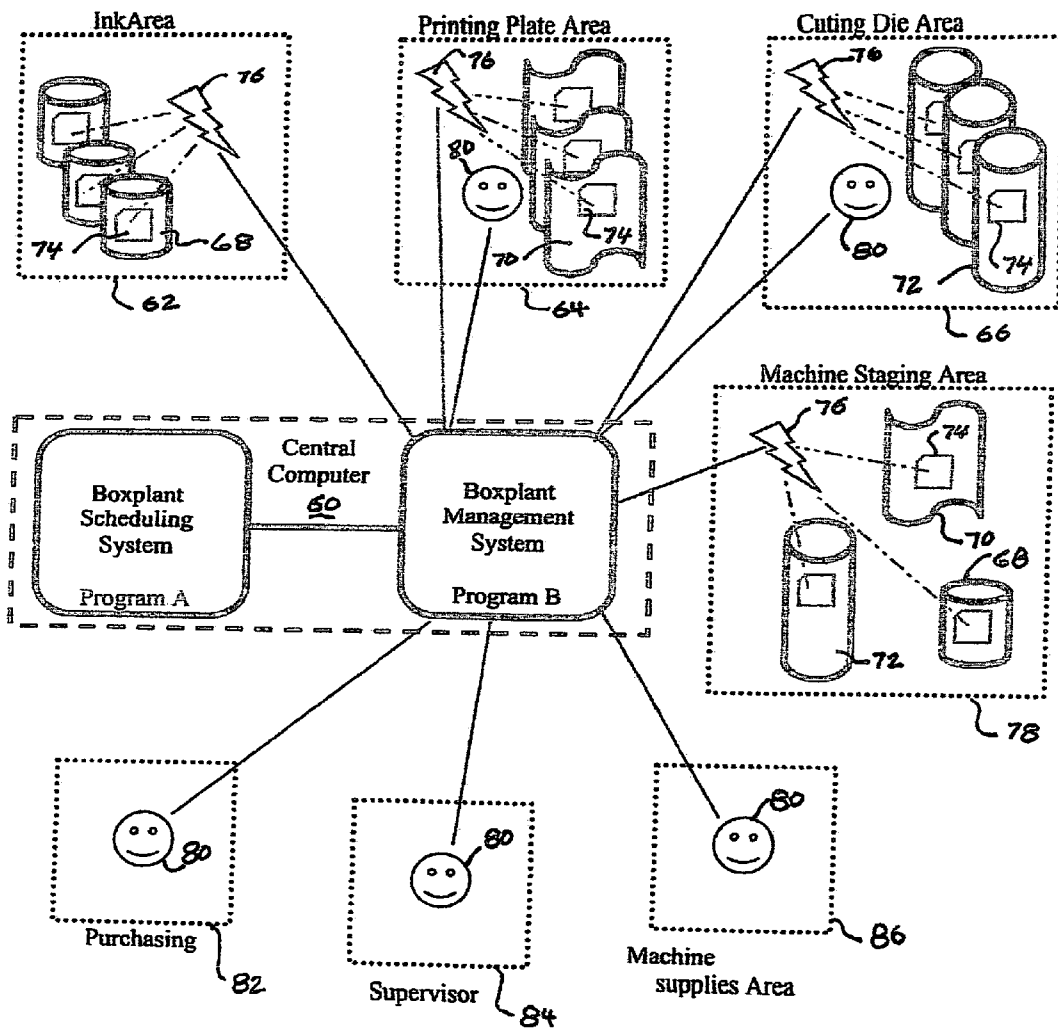 InkArea
76
74
68
62
Printing Plate Area
76
80
70
74
64
Cuting Die Area
76
80
72
74
66
Machine Staging Area
76
74
70
68
72
78
Central
Computer
60
Boxplant
Scheduling
System
Program A
Boxplant
Management
System
Program B
80
Purchasing
82
80
Supervisor
84
80
Machine
supplies Area
86